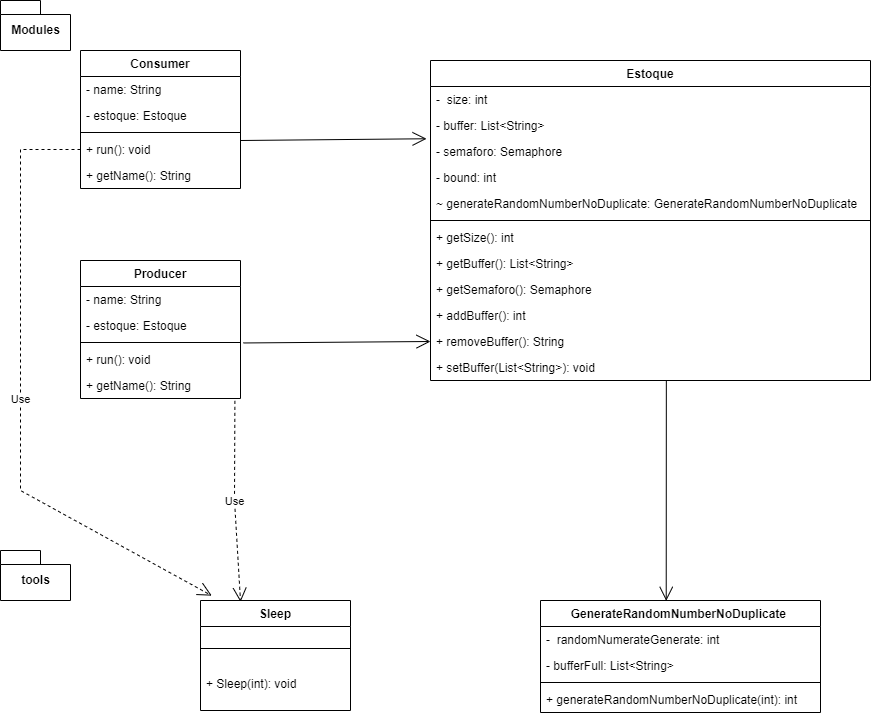 Modules
Consumer
- name: String
- estoque: Estoque
+ run(): void
+ getName(): String
Estoque
-  size: int
- buffer: List<String>
- semaforo: Semaphore
- bound: int
~ generateRandomNumberNoDuplicate: GenerateRandomNumberNoDuplicate
+ getSize(): int
+ getBuffer(): List<String>
+ getSemaforo(): Semaphore
+ addBuffer(): int
+ removeBuffer(): String
+ setBuffer(List<String>): void
Producer
- name: String
- estoque: Estoque
+ run(): void
+ getName(): String
Use
Use
tools
Sleep
+ Sleep(int): void
GenerateRandomNumberNoDuplicate
-  randomNumerateGenerate: int
- bufferFull: List<String>
+ generateRandomNumberNoDuplicate(int): int